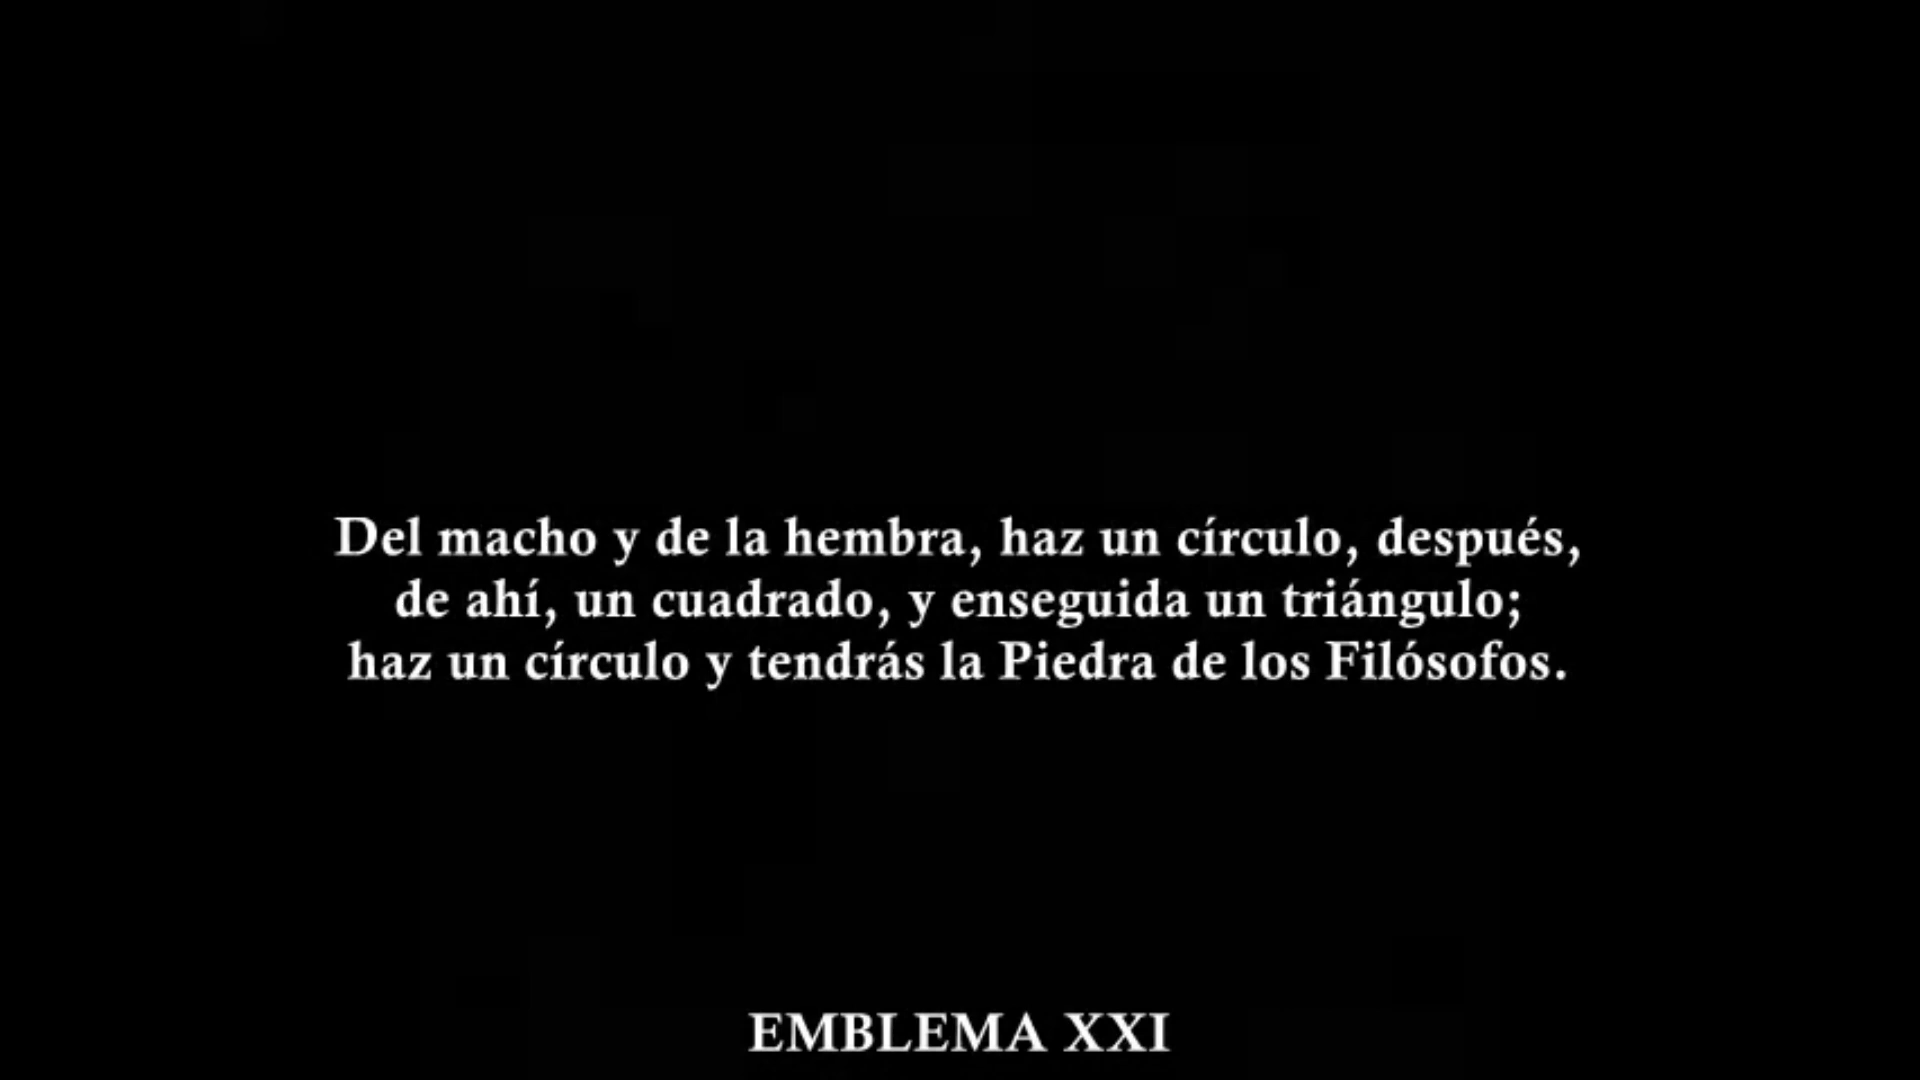 Del macho y de la hembra, haz un círculo, después,
de ahí, un cuadrado, y enseguida un triángulo;
haz un círculo y tendrás la Piedra de los Filósofos.
EMBLEMA XXI